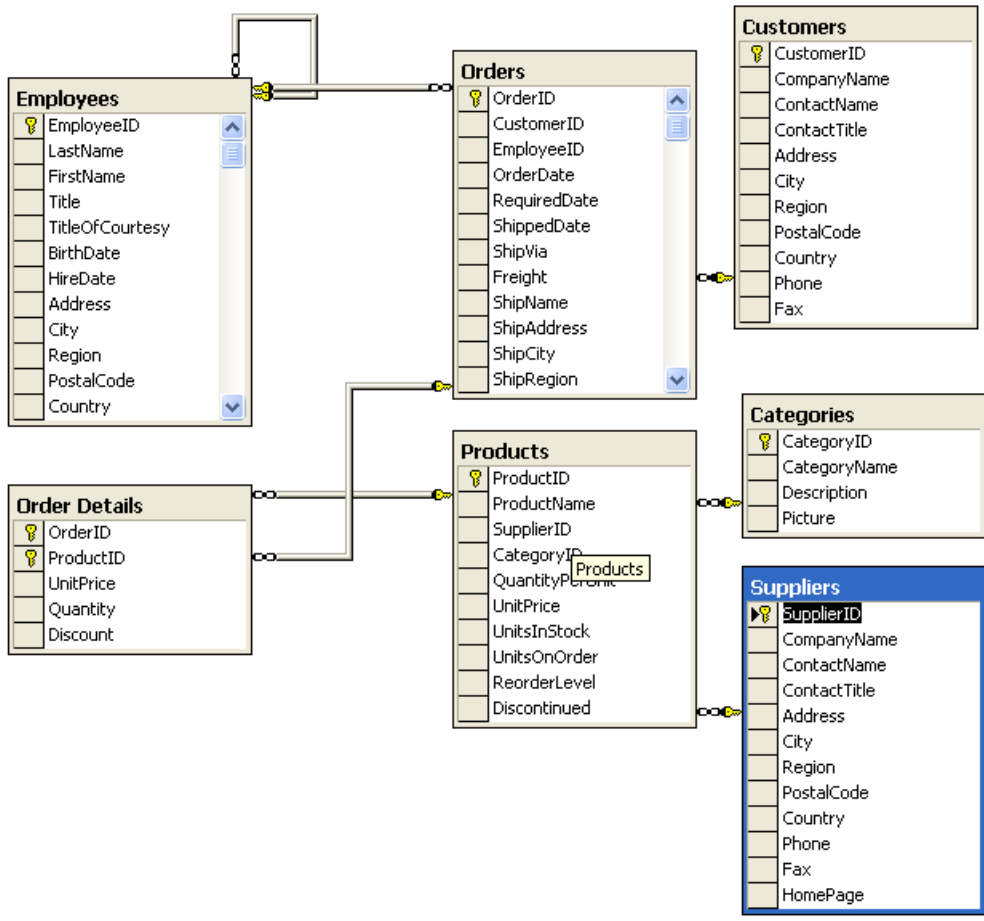 Employees
EmployeeID
LastName
FirstName
Title
TitleOfCourtesy
BirthDate
HireDate
Address
City
Region
PostalCode
Country
Orders
OrderID
CustomerID
EmployeeID
OrderDate
RequiredDate
ShippedDate
ShipVia
Freight
ShipName
ShipAddress
ShipCity
ShipRegion
Customers
CustomerID
CompanyName
ContactName
ContactTitle
Address
City
Region
PostalCode
Country
Phone
Fax
Order Details
OrderID
ProductID
UnitPrice
Quantity
Discount
Products
ProductID
ProductName
SupplierID
CategoryID
Products
QuantityPerUnit
UnitPrice
UnitsInStock
UnitsOnOrder
ReorderLevel
Discontinued
Categories
CategoryID
CategoryName
Description
Picture
Suppliers
SupplierID
CompanyName
ContactName
ContactTitle
Address
City
Region
PostalCode
Country
Phone
Fax
HomePage